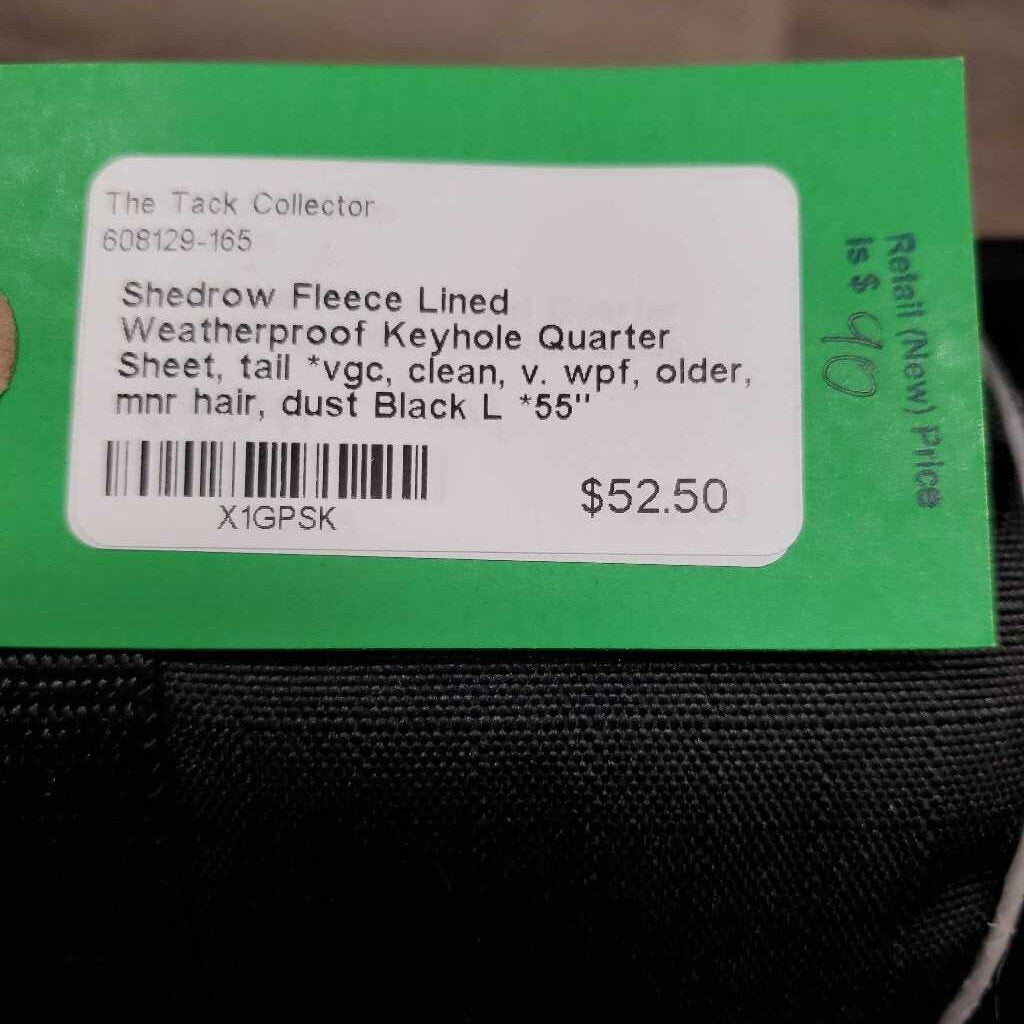 The Tack Collector
608129-165
Shedrow Fleece Lined
Weatherproof Keyhole Quarter
Sheet, tail *vgc, clean, v. wpf, older,
mnr hair, dust Black L *55"
X1GPSK
$52.50
Retail (New) Price
is $ 90